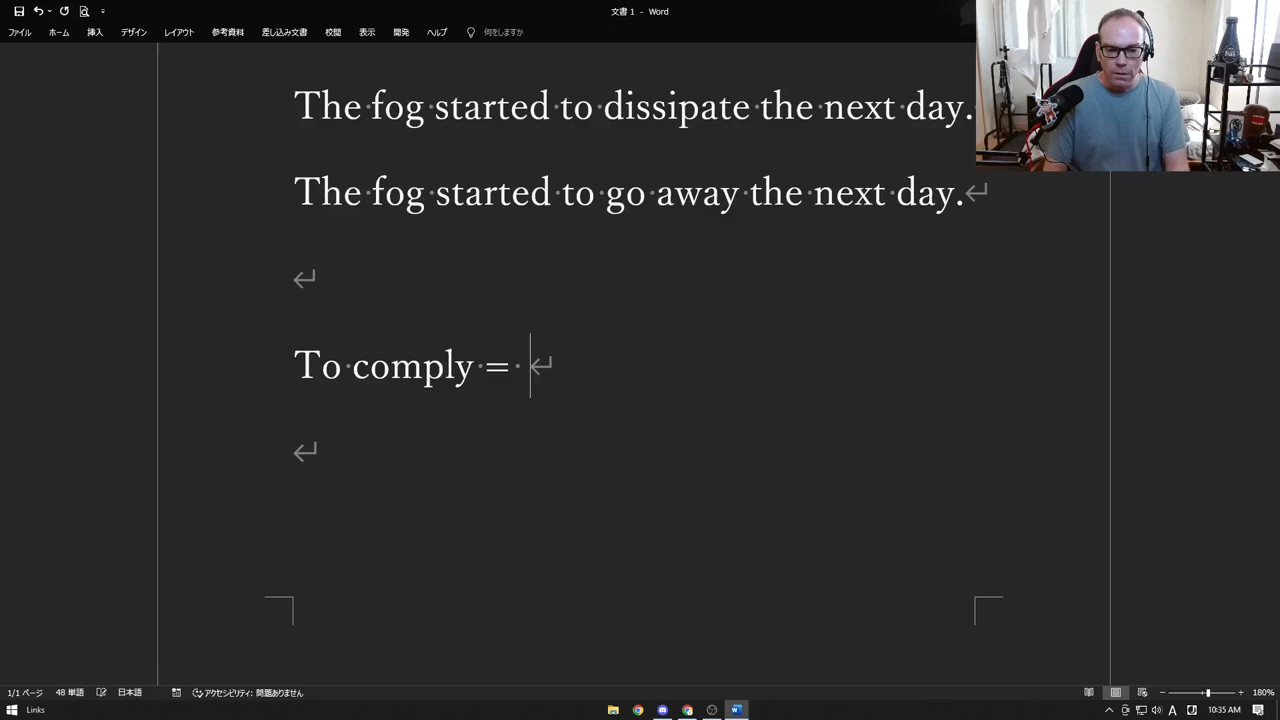 文書 1 - Word
ファイル ホーム 挿入 デザイン レイアウト 参考資料 差し込み文書 校閲 表示 開発 ヘルプ 何をしますか
The fog started to dissipate the next day.
The fog started to go away the next day.
To comply =
1/1 ページ 48 単語 日本語 アクセシビリティ: 問題ありません 180%
Links A 10:35 AM